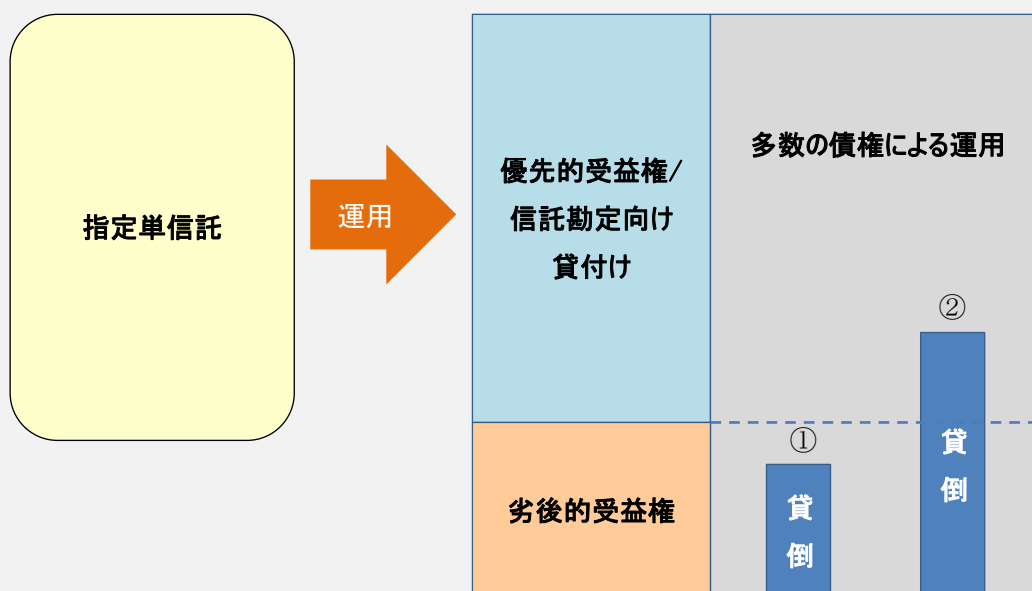 指定単信託
運用
優先的受益権/
信託勘定向け
貸付け
劣後的受益権
多数の債権による運用
①
貸
倒
②
貸
倒